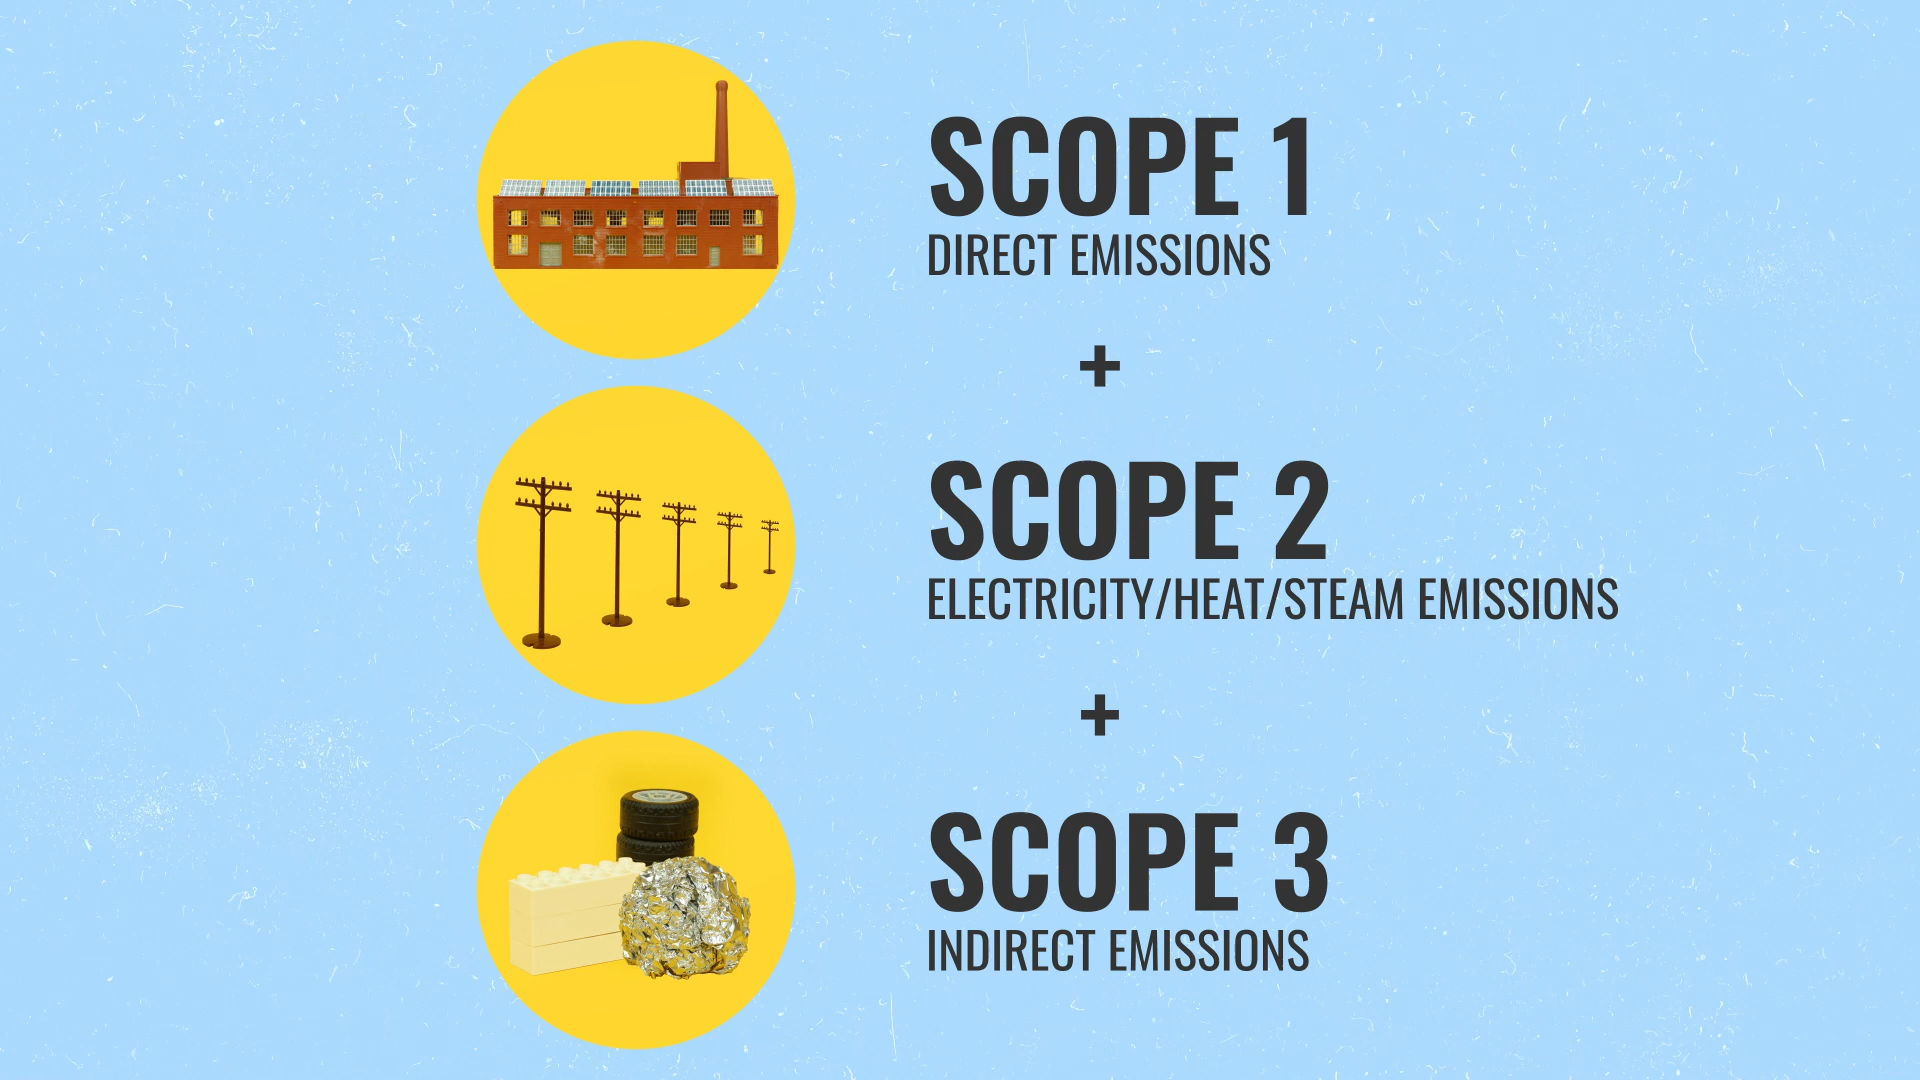 SCOPE 1
DIRECT EMISSIONS
+
SCOPE 2
ELECTRICITY/HEAT/STEAM EMISSIONS
+
SCOPE 3
INDIRECT EMISSIONS